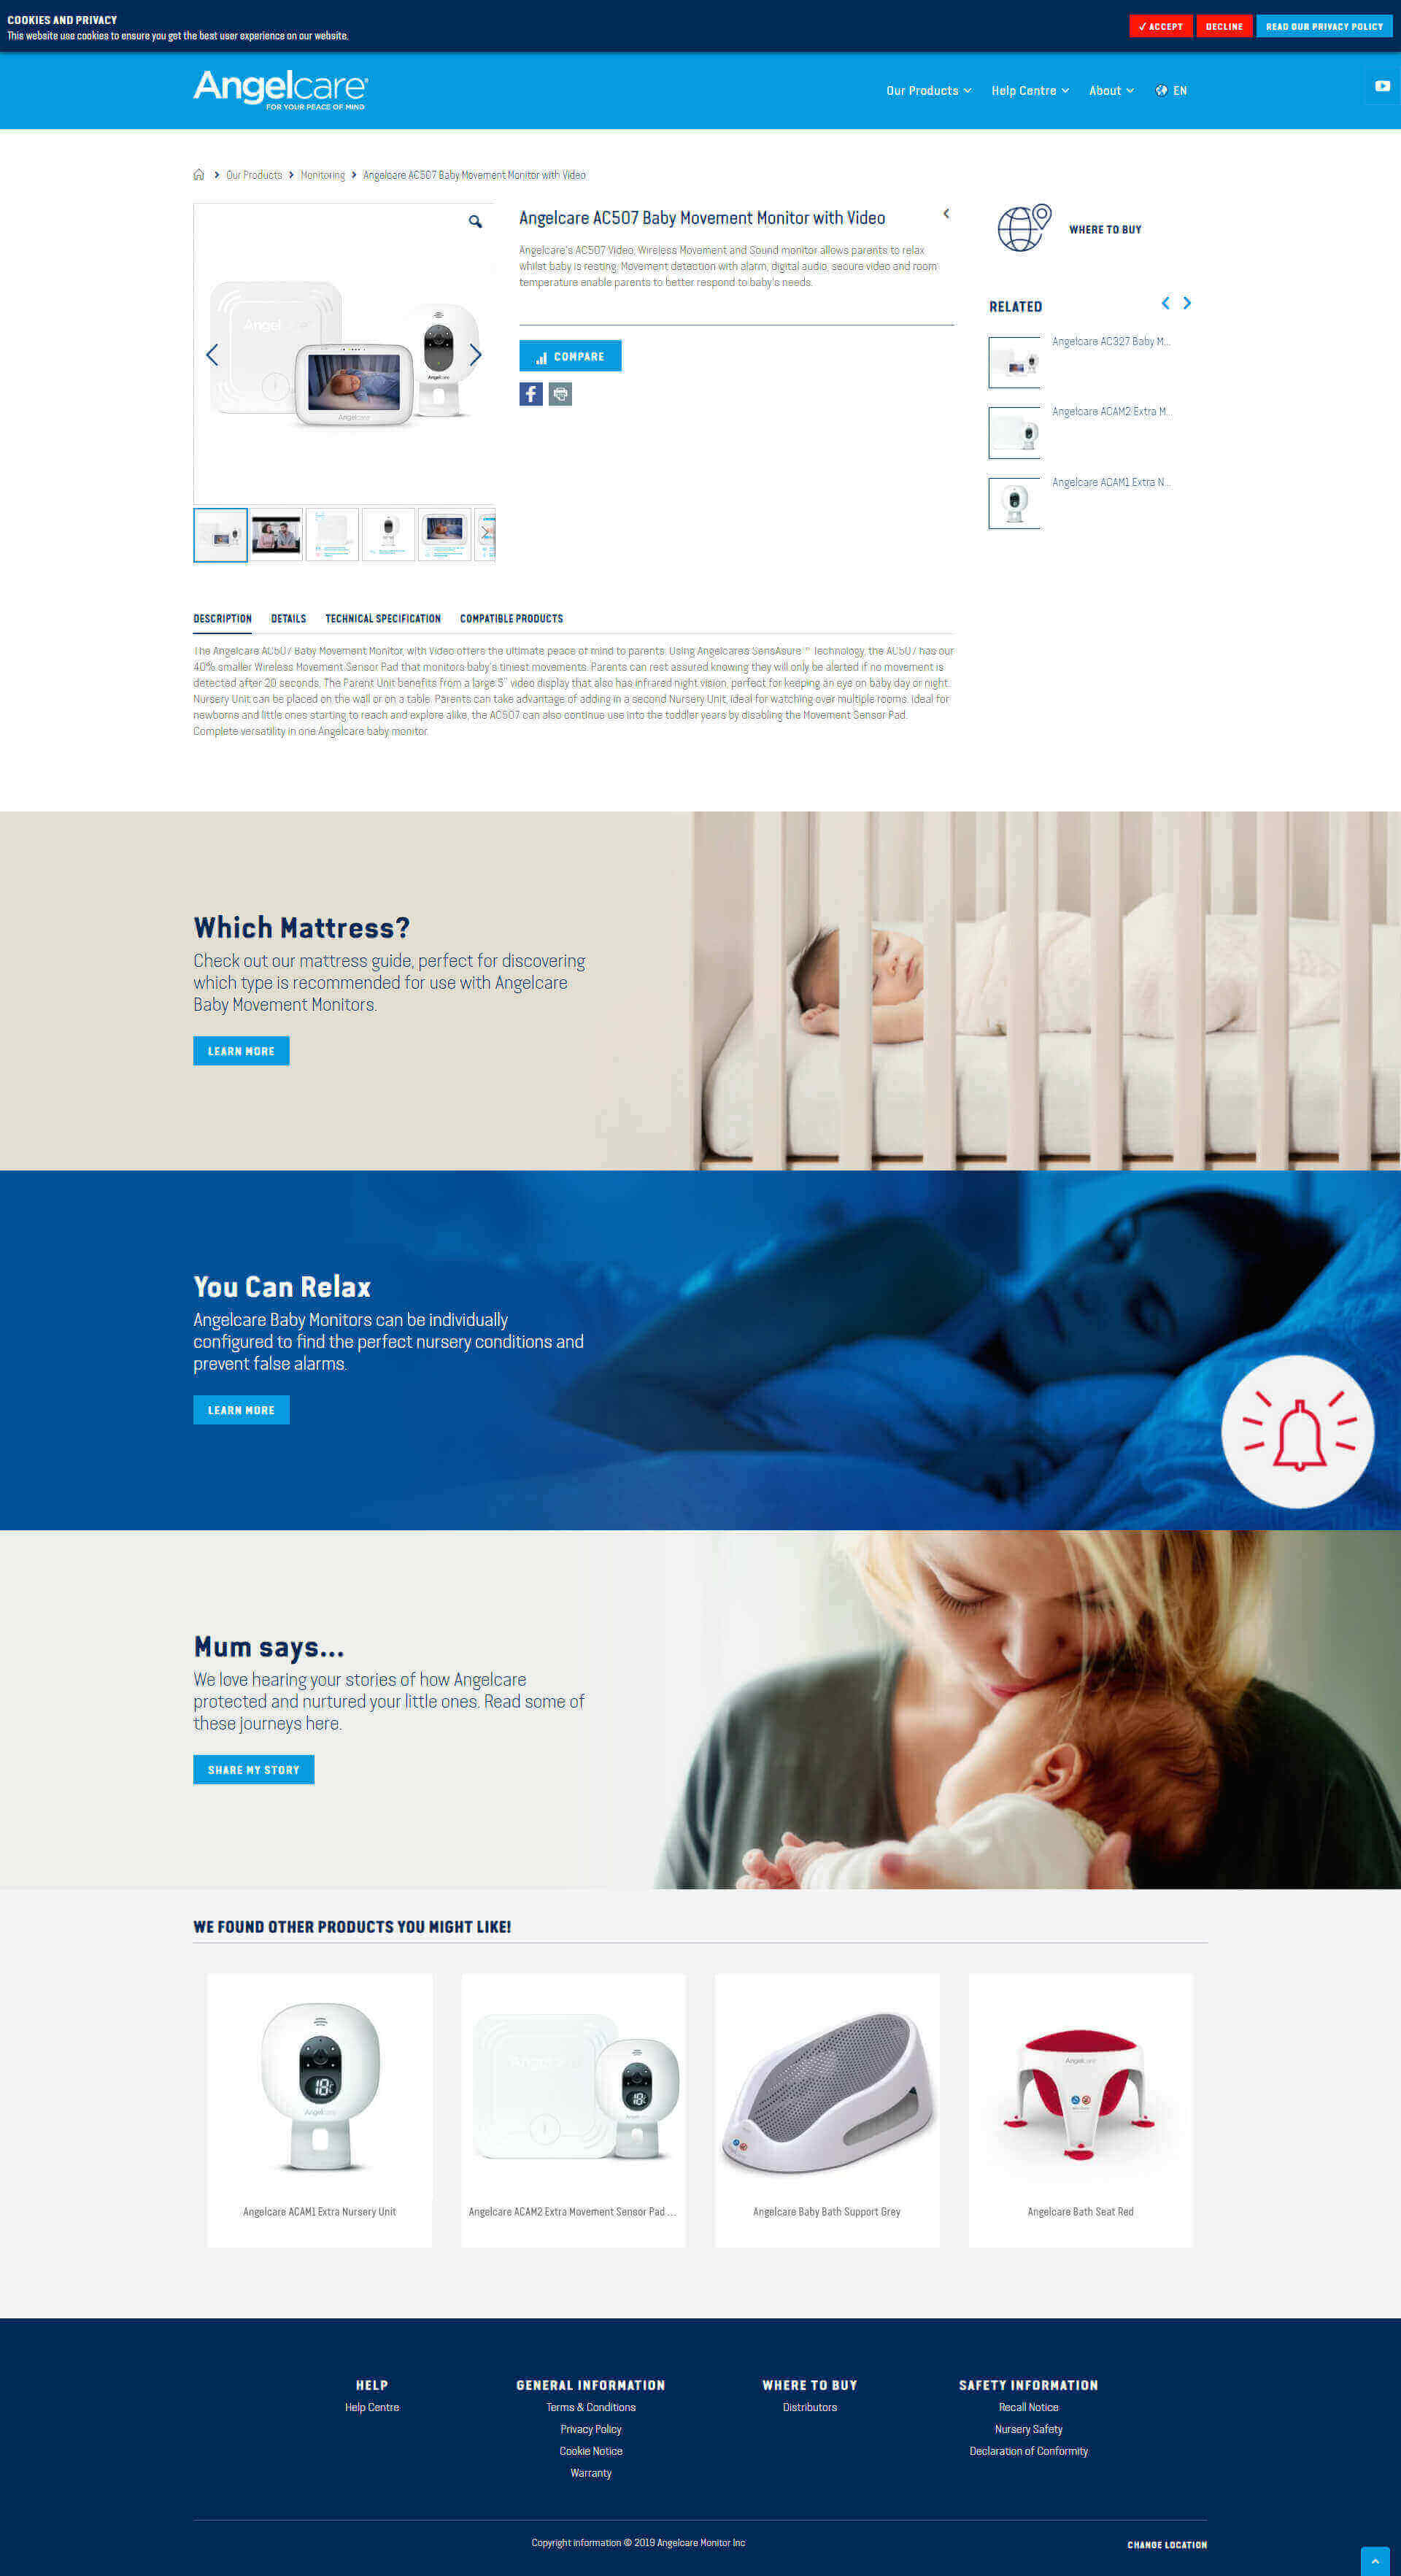 COOKIES AND PRIVACY
This website use cookies to ensure you get the best user experience on our website.
✓ ACCEPT
DECLINE
READ OUR PRIVACY POLICY
Angelcare®
FOR YOUR PEACE OF MIND
Our Products
Help Centre
About
EN
Our Products > Monitoring > Angelcare AC507 Baby Movement Monitor with Video
Angelcare AC507 Baby Movement Monitor with Video
Angelcare's AC507 Video, Wireless Movement and Sound monitor allows parents to relax
whilst baby is resting. Movement detection with alarm, digital audio, secure video and room
temperature enable parents to better respond to baby's needs.
COMPARE
WHERE TO BUY
RELATED
Angelcare AC327 Baby M...
Angelcare ACAM2 Extra M...
Angelcare ACAM1 Extra N...
Angel
Angelcare
Angelcare
DESCRIPTION
DETAILS
TECHNICAL SPECIFICATION
COMPATIBLE PRODUCTS
The Angelcare AC507 Baby Movement Monitor, with Video offers the ultimate peace of mind to parents. Using Angelcares SensAsure™ Technology, the AC507 has our
40% smaller Wireless Movement Sensor Pad that monitors baby's tiniest movements. Parents can rest assured knowing they will only be alerted if no movement is
detected after 20 seconds. The Parent Unit benefits from a large 5" video display that also has infrared night vision, perfect for keeping an eye on baby day or night.
Nursery Unit can be placed on the wall or on a table. Parents can take advantage of adding in a second Nursery Unit, ideal for watching over multiple rooms. Ideal for
newborns and little ones starting to reach and explore alike, the AC507 can also continue use into the toddler years by disabling the Movement Sensor Pad.
Complete versatility in one Angelcare baby monitor.
Which Mattress?
Check out our mattress guide, perfect for discovering
which type is recommended for use with Angelcare
Baby Movement Monitors.
LEARN MORE
You Can Relax
Angelcare Baby Monitors can be individually
configured to find the perfect nursery conditions and
prevent false alarms.
LEARN MORE
Mum says...
We love hearing your stories of how Angelcare
protected and nurtured your little ones. Read some of
these journeys here.
SHARE MY STORY
WE FOUND OTHER PRODUCTS YOU MIGHT LIKE!
Angelcare ACAM1 Extra Nursery Unit
Angelcare ACAM2 Extra Movement Sensor Pad ...
Angelcare Baby Bath Support Grey
Angelcare Bath Seat Red
HELP
Help Centre
GENERAL INFORMATION
Terms & Conditions
Privacy Policy
Cookie Notice
Warranty
WHERE TO BUY
Distributors
SAFETY INFORMATION
Recall Notice
Nursery Safety
Declaration of Conformity
Copyright information © 2019 Angelcare Monitor Inc
CHANGE LOCATION